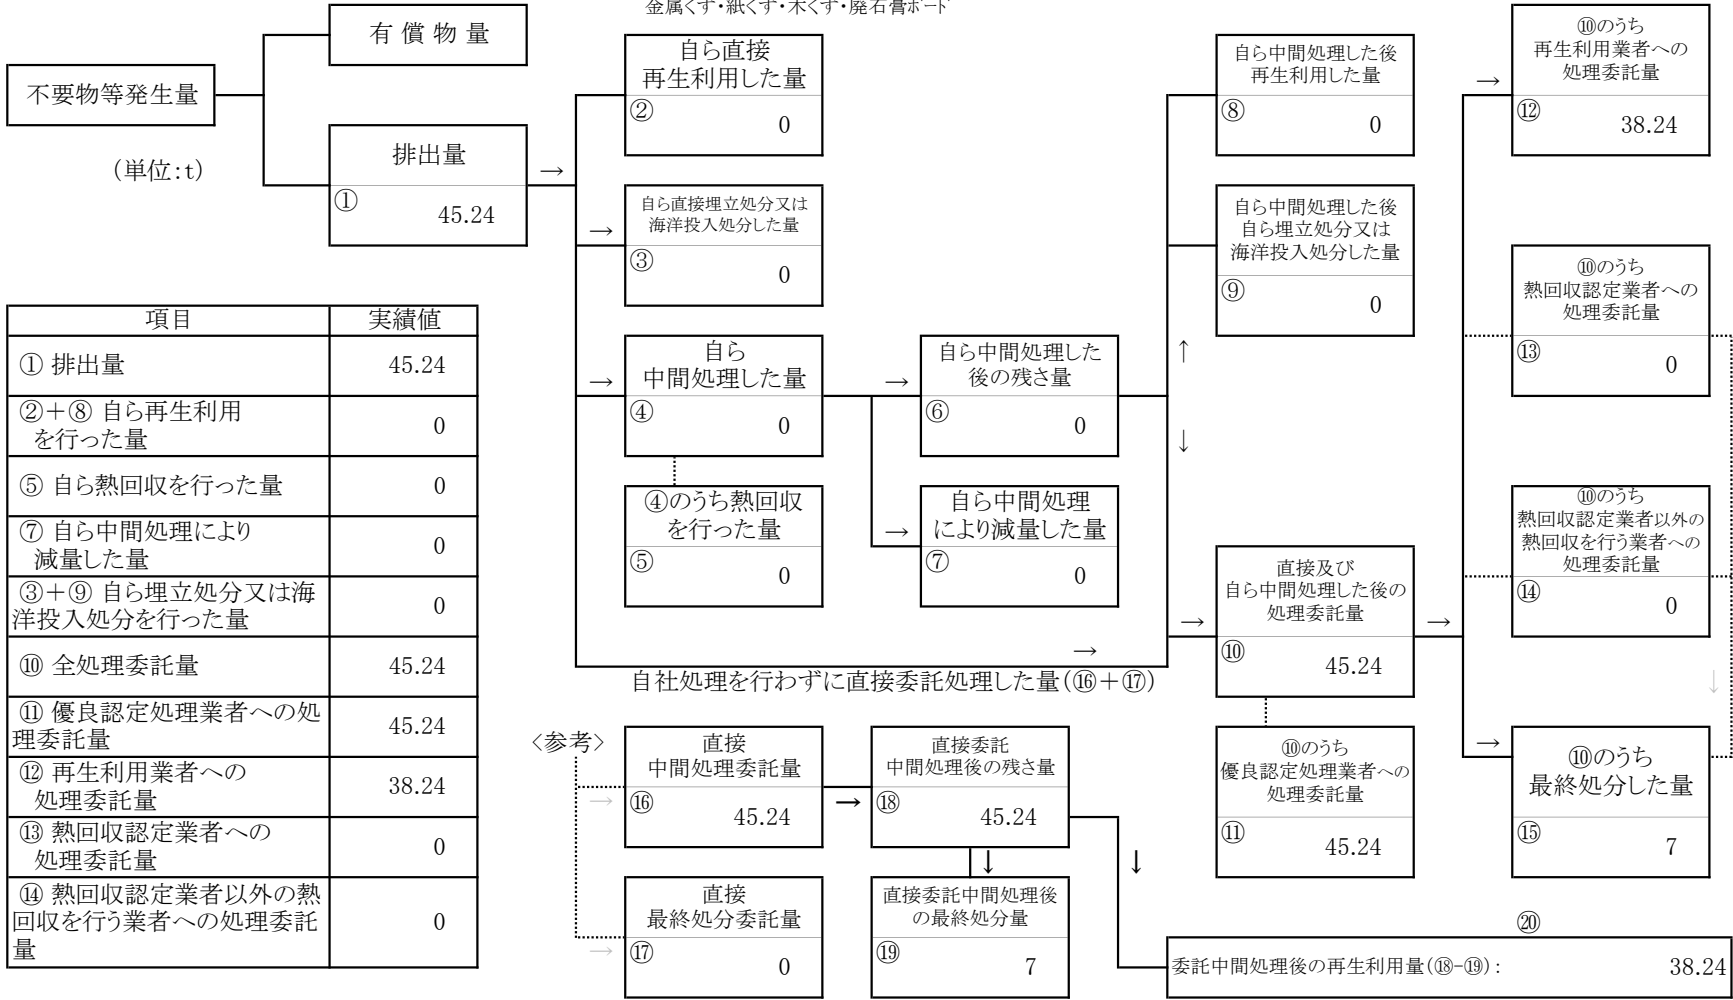 金属くず・紙くず・木くず・廃石膏ボード
有 償 物 量
不要物等発生量
(単位:t)
排出量
①
45.24
→
自ら直接
再生利用した量
②
0
→
自ら直接埋立処分又は
海洋投入処分した量
③
0
→
自ら
中間処理した量
④
0
④のうち熱回収
を行った量
⑤
0
→
自ら中間処理した
後の残さ量
⑥
0
→
自ら中間処理
により減量した量
⑦
0
自ら中間処理した後
再生利用した量
⑧
0
自ら中間処理した後
自ら埋立処分又は
海洋投入処分した量
⑨
0
↑
↓
→
自社処理を行わずに直接委託処理した量(⑯+⑰)
→
直接及び
自ら中間処理した後の
処理委託量
⑩
45.24
⑩のうち
優良認定処理業者への
処理委託量
⑪
45.24
→
→
⑩のうち
再生利用業者への
処理委託量
⑫
38.24
⑩のうち
熱回収認定業者への
処理委託量
⑬
0
⑩のうち
熱回収認定業者以外の
熱回収を行う業者への
処理委託量
⑭
0
↓
→
⑩のうち
最終処分した量
⑮
7
項目 実績値
① 排出量 45.24
②+⑧ 自ら再生利用
を行った量 0
⑤ 自ら熱回収を行った量 0
⑦ 自ら中間処理により
減量した量 0
③+⑨ 自ら埋立処分又は海
洋投入処分を行った量 0
⑩ 全処理委託量 45.24
⑪ 優良認定処理業者への処
理委託量 45.24
⑫ 再生利用業者への
処理委託量 38.24
⑬ 熱回収認定業者への
処理委託量 0
⑭ 熱回収認定業者以外の熱
回収を行う業者への処理委託
量 0
<参考>
→
直接
中間処理委託量
⑯
45.24
→
直接委託
中間処理後の残さ量
⑱
45.24
↓
↓
→
直接
最終処分委託量
⑰
0
直接委託中間処理後
の最終処分量
⑲
7
⑳
委託中間処理後の再生利用量(⑱-⑲): 38.24